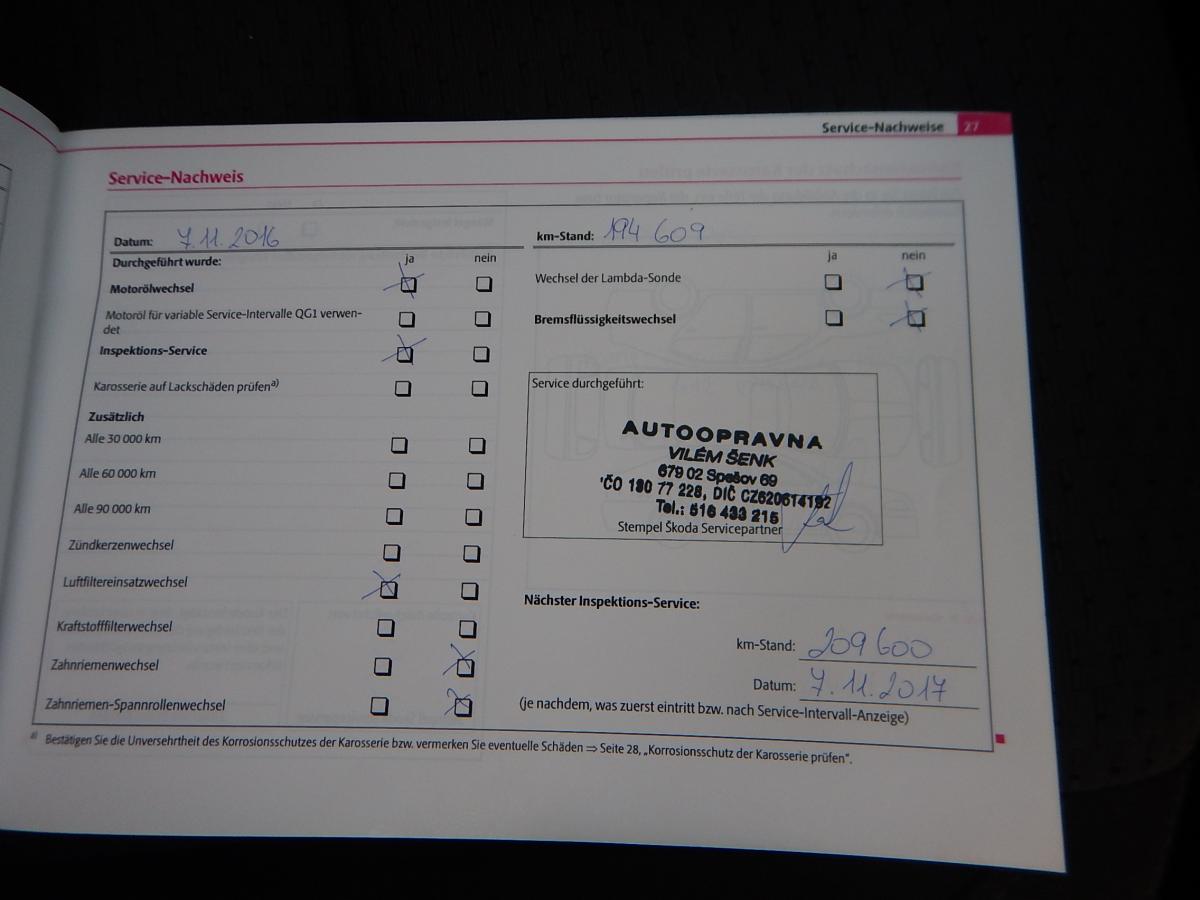 Service-Nachweise 27
Service-Nachweis
Datum: 7.11.2016
Durchgeführt wurde: ja nein
Motorölwechsel
Motoröl für variable Service-Intervalle QG1 verwen-
det
Inspektions-Service
Karosserie auf Lackschäden prüfen a)
Zusätzlich
Alle 30 000 km
Alle 60 000 km
Alle 90 000 km
Zündkerzenwechsel
Luftfiltereinsatzwechsel
Kraftstofffilterwechsel
Zahnriemenwechsel
Zahnriemen-Spannrollenwechsel
km-Stand: 194 609
ja nein
Wechsel der Lambda-Sonde
Bremsflüssigkeitswechsel
Service durchgeführt:
AUTOOPRAVNA
VILÉM ŠENK
679 02 Spešov 69
'ČO 180 77 228, DIČ CZ620614192
Tel.: 516 433 215
Stempel Škoda Servicepartner
Nächster Inspektions-Service:
km-Stand: 209 600
Datum: 7.11.2017
(je nachdem, was zuerst eintritt bzw. nach Service-Intervall-Anzeige)
a) Bestätigen Sie die Unversehrtheit des Korrosionsschutzes der Karosserie bzw. vermerken Sie eventuelle Schäden ⇒ Seite 28, „Korrosionsschutz der Karosserie prüfen“.